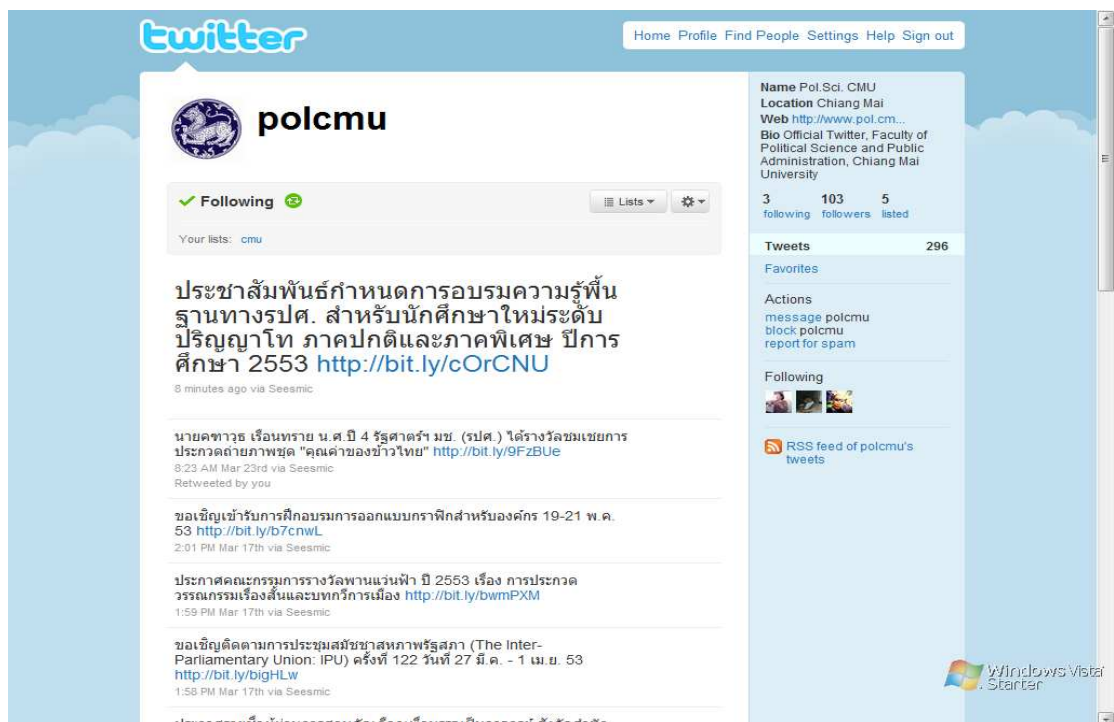 twitter
Home Profile Find People Settings Help Sign out
polcmu
Following
Lists
Your lists: cmu
ประชาสัมพันธ์กำหนดการอบรมความรู้พื้น
ฐานทางรปศ. สำหรับนักศึกษาใหม่ระดับ
ปริญญาโท ภาคปกติและภาคพิเศษ ปีการ
ศึกษา 2553 http://bit.ly/cOrCNU
8 minutes ago via Seesmic
นายคฑาวุธ เรือนทราย น.ศ.ปี 4 รัฐศาตร์ฯ มช. (รปศ.) ได้รางวัลชมเชยการ
ประกวดถ่ายภาพชุด "คุณค่าของข้าวไทย" http://bit.ly/9FzBUe
8:23 AM Mar 23rd via Seesmic
Retweeted by you
ขอเชิญเข้ารับการฝึกอบรมการออกแบบกราฟิกสำหรับองค์กร 19-21 พ.ค.
53 http://bit.ly/b7cnwL
2:01 PM Mar 17th via Seesmic
ประกาศคณะกรรมการรางวัลพานแว่นฟ้า ปี 2553 เรื่อง การประกวด
วรรณกรรมเรื่องสั้นและบทกวีการเมือง http://bit.ly/bwmPXM
1:59 PM Mar 17th via Seesmic
ขอเชิญติดตามการประชุมสมัชชาสหภาพรัฐสภา (The Inter-
Parliamentary Union: IPU) ครั้งที่ 122 วันที่ 27 มี.ค. - 1 เม.ย. 53
http://bit.ly/bigHLw
1:58 PM Mar 17th via Seesmic
Name Pol.Sci. CMU
Location Chiang Mai
Web http://www.pol.cm...
Bio Official Twitter, Faculty of
Political Science and Public
Administration, Chiang Mai
University
3 103 5
following followers listed
Tweets 296
Favorites
Actions
message polcmu
block polcmu
report for spam
Following
RSS feed of polcmu's
tweets
Windows Vista
Starter